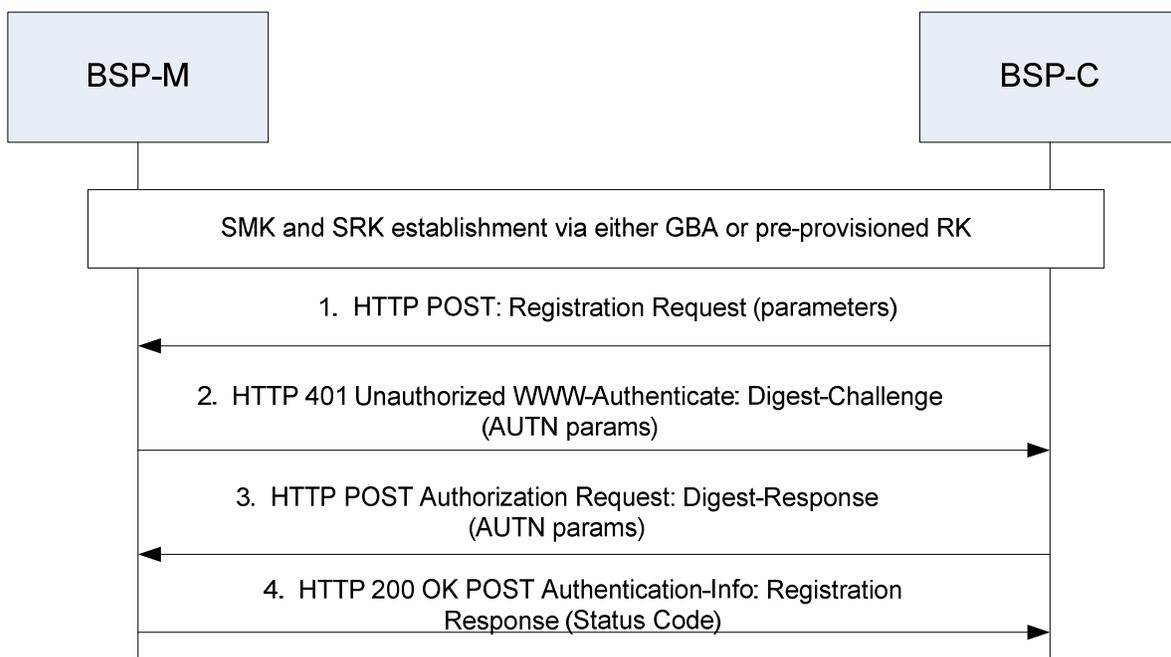 BSP-M
BSP-C
SMK and SRK establishment via either GBA or pre-provisioned RK
1. HTTP POST: Registration Request (parameters)
2. HTTP 401 Unauthorized WWW-Authenticate: Digest-Challenge
(AUTN params)
3. HTTP POST Authorization Request: Digest-Response
(AUTN params)
4. HTTP 200 OK POST Authentication-Info: Registration
Response (Status Code)